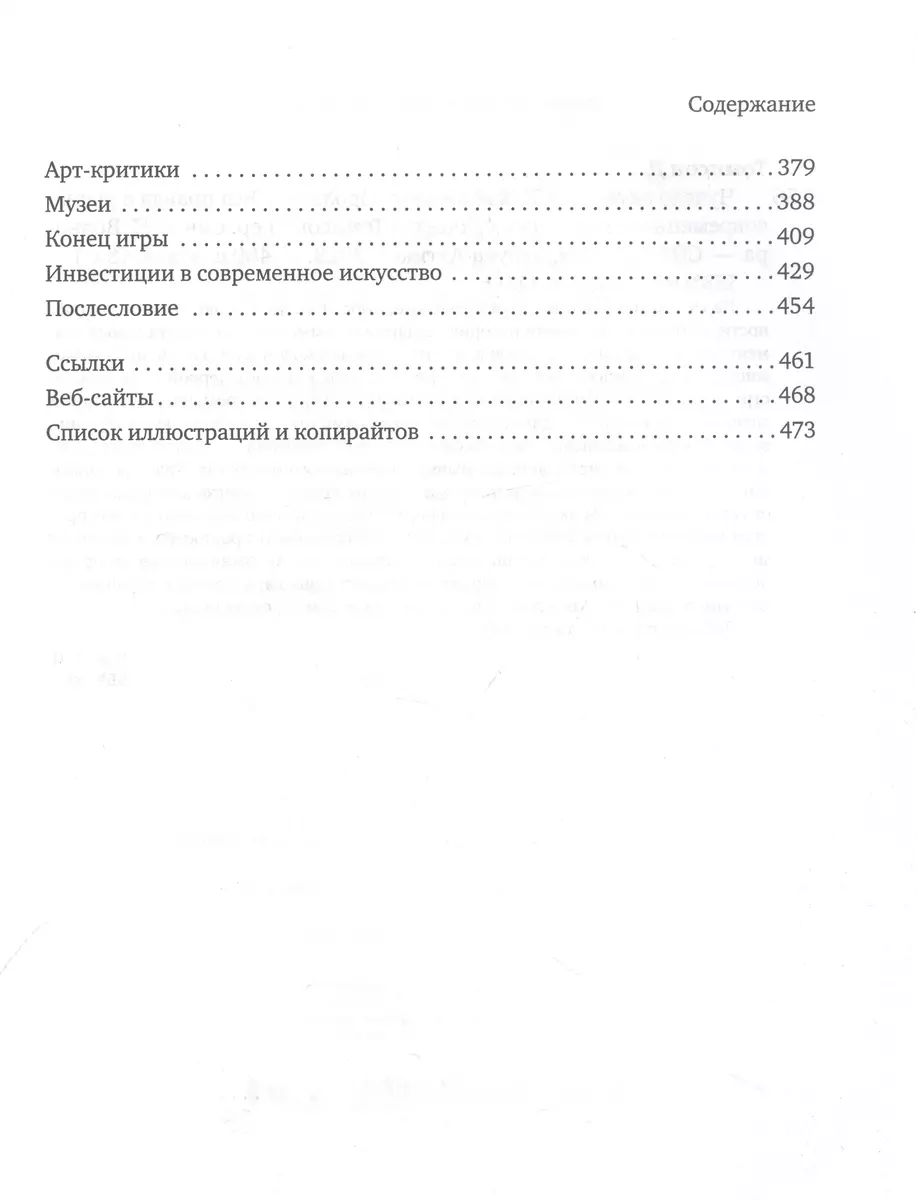 Содержание
Арт-критики ........................................ 379
Музеи ........................................ 388
Конец игры ........................................ 409
Инвестиции в современное искусство ........................................ 429
Послесловие ........................................ 454
Ссылки ........................................ 461
Веб-сайты ........................................ 468
Список иллюстраций и копирайтов ........................................ 473